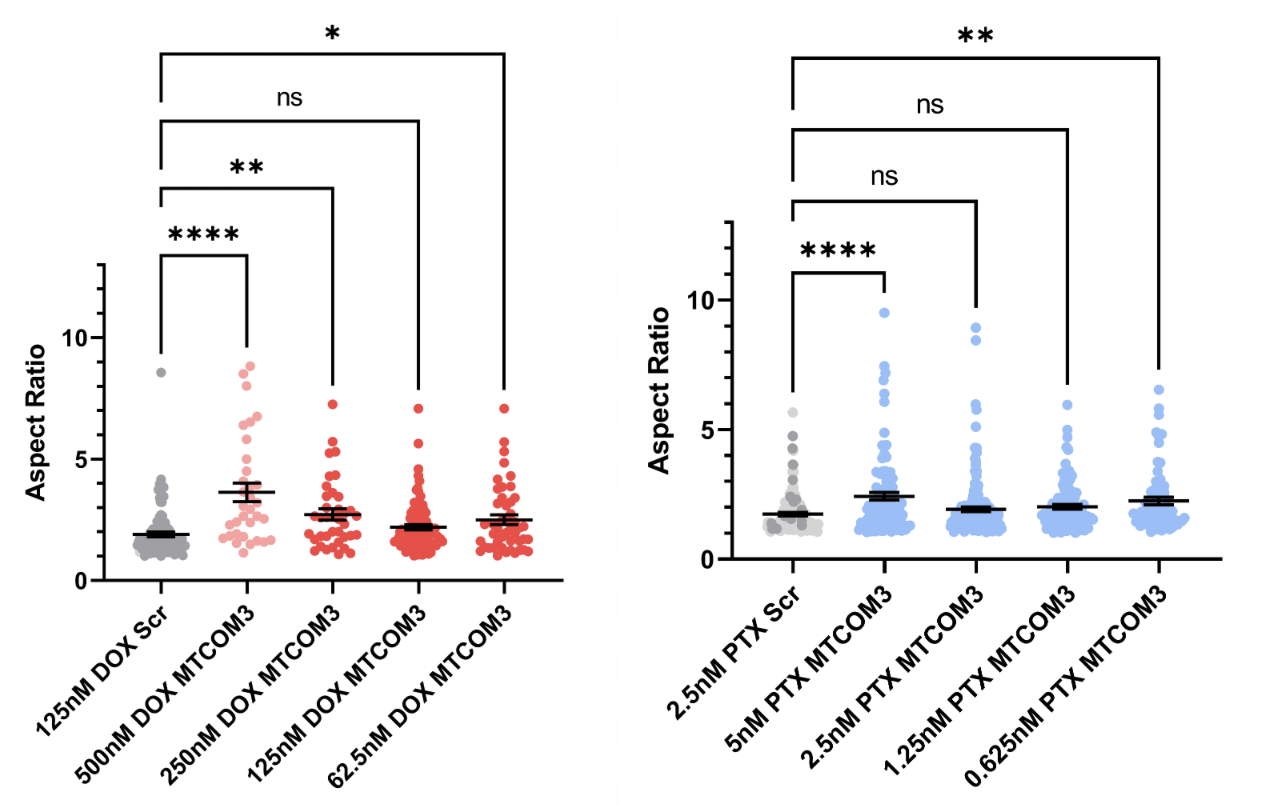 *
ns
**
****
10
5
0
Aspect Ratio
125nM DOX Scr
500nM DOX MTCOM3
250nM DOX MTCOM3
125nM DOX MTCOM3
62.5nM DOX MTCOM3
**
ns
ns
****
10
5
0
Aspect Ratio
2.5nM PTX Scr
5nM PTX MTCOM3
2.5nM PTX MTCOM3
1.25nM PTX MTCOM3
0.625nM PTX MTCOM3